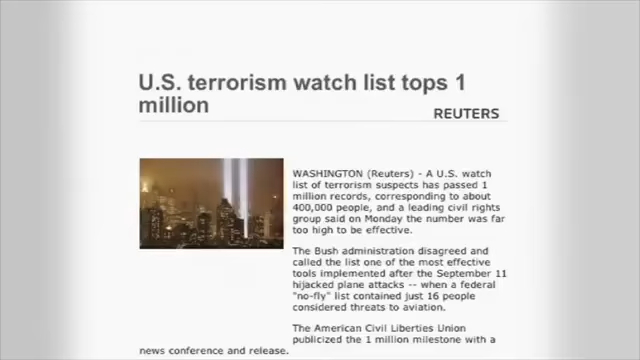 U.S. terrorism watch list tops 1
million
REUTERS
WASHINGTON (Reuters) - A U.S. watch
list of terrorism suspects has passed 1
million records, corresponding to about
400,000 people, and a leading civil rights
group said on Monday the number was far
too high to be effective.
The Bush administration disagreed and
called the list one of the most effective
tools implemented after the September 11
hijacked plane attacks -- when a federal
"no-fly" list contained just 16 people
considered threats to aviation.
The American Civil Liberties Union
publicized the 1 million milestone with a
news conference and release.